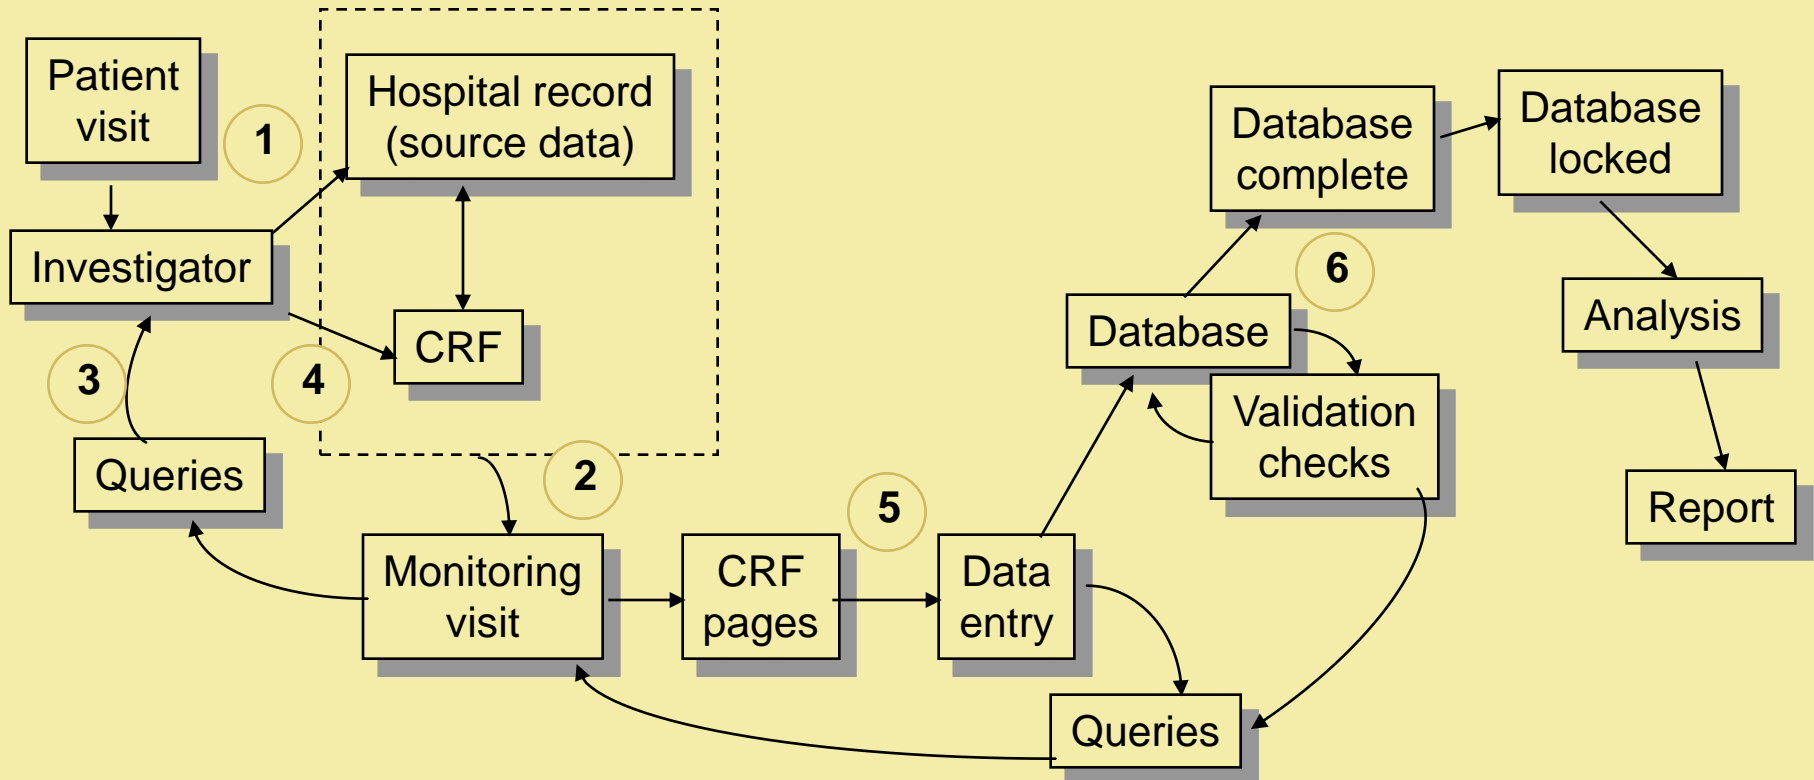 Patient
visit
1
Hospital record
(source data)
Investigator
CRF
3
4
Queries
2
Monitoring
visit
CRF
pages
5
Data
entry
Queries
Database
6
Validation
checks
Database
complete
Database
locked
Analysis
Report